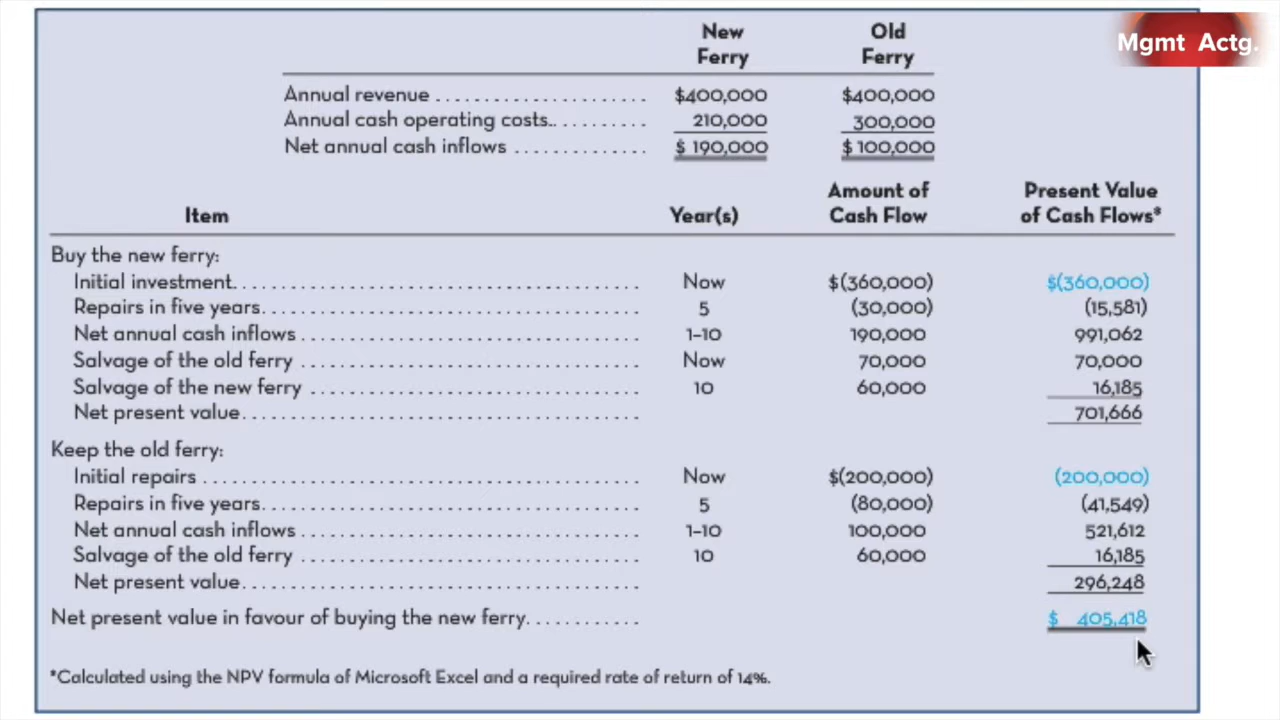 Mgmt Actg.
New Old
Ferry Ferry
Annual revenue . . . . . . . . . . . . . . . . . . . . . $400,000 $400,000
Annual cash operating costs.. . . . . . . . . . 210,000 300,000
Net annual cash inflows . . . . . . . . . . . . . $ 190,000 $ 100,000
Amount of Present Value
Item Year(s) Cash Flow of Cash Flows*
Buy the new ferry:
Initial investment. . . . . . . . . . . . . . . . . . . . . . . . . . . . . . . . . . . . . . . . Now $(360,000) $(360,000)
Repairs in five years. . . . . . . . . . . . . . . . . . . . . . . . . . . . . . . . . . . . . 5 (30,000) (15,581)
Net annual cash inflows . . . . . . . . . . . . . . . . . . . . . . . . . . . . . . . . . 1–10 190,000 991,062
Salvage of the old ferry . . . . . . . . . . . . . . . . . . . . . . . . . . . . . . . . . Now 70,000 70,000
Salvage of the new ferry . . . . . . . . . . . . . . . . . . . . . . . . . . . . . . . . 10 60,000 16,185
Net present value. . . . . . . . . . . . . . . . . . . . . . . . . . . . . . . . . . . . . . . 701,666
Keep the old ferry:
Initial repairs . . . . . . . . . . . . . . . . . . . . . . . . . . . . . . . . . . . . . . . . . . . Now $(200,000) (200,000)
Repairs in five years. . . . . . . . . . . . . . . . . . . . . . . . . . . . . . . . . . . . . 5 (80,000) (41,549)
Net annual cash inflows . . . . . . . . . . . . . . . . . . . . . . . . . . . . . . . . . 1–10 100,000 521,612
Salvage of the old ferry . . . . . . . . . . . . . . . . . . . . . . . . . . . . . . . . . 10 60,000 16,185
Net present value. . . . . . . . . . . . . . . . . . . . . . . . . . . . . . . . . . . . . . . 296,248
Net present value in favour of buying the new ferry. . . . . . . . . . . . $ 405,418
*Calculated using the NPV formula of Microsoft Excel and a required rate of return of 14%.